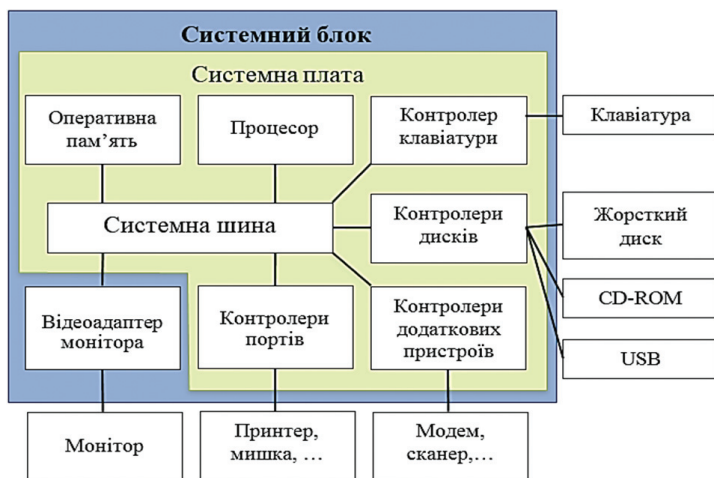 Системний блок
Системна плата
Оперативна
пам’ять
Процесор
Контролер
клавіатури
Клавіатура
Системна шина
Контролери
дисків
Жорсткий
диск
CD-ROM
USB
Відеоадаптер
монітора
Контролери
портів
Контролери
додаткових
пристроїв
Монітор
Принтер,
мишка, …
Модем,
сканер,…